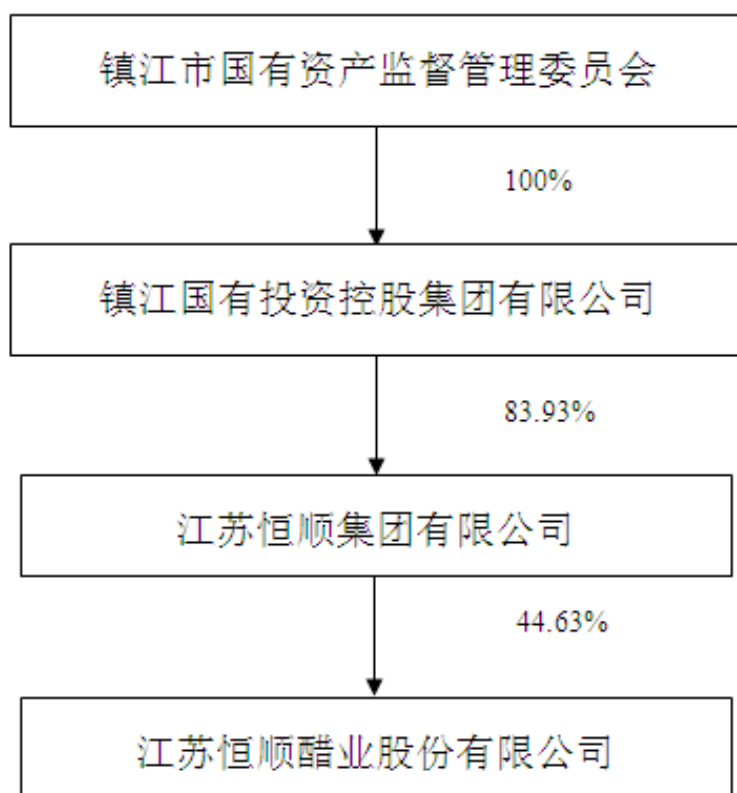 镇江市国有资产监督管理委员会
100%
镇江国有投资控股集团有限公司
83.93%
江苏恒顺集团有限公司
44.63%
江苏恒顺醋业股份有限公司